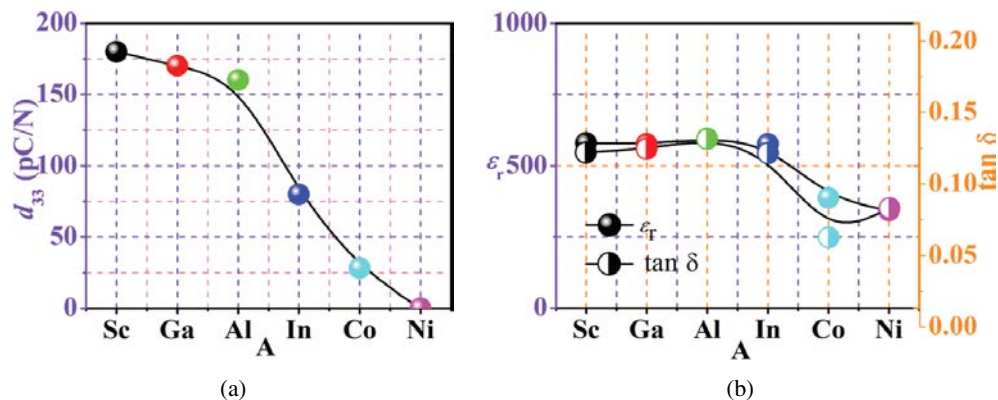 200
150
100
50
0
d33 (pC/N)
Sc Ga Al In Co Ni
A
(a)
1000
500
0
εr
εr
tan δ
0.20
0.15
0.10
0.05
0.00
tan δ
Sc Ga Al In Co Ni
A
(b)